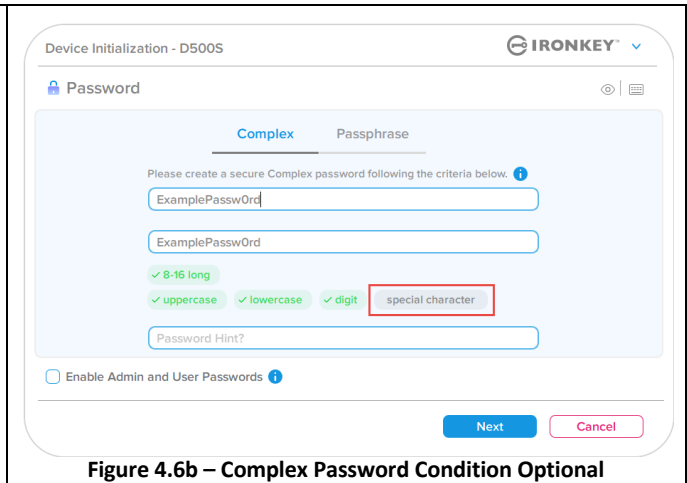 Device Initialization - D500S
IRONKEY™
Password
Complex Passphrase
Please create a secure Complex password following the criteria below.
ExamplePassw0rd
ExamplePassw0rd
✓ 8-16 long
✓ uppercase ✓ lowercase ✓ digit special character
Password Hint?
Enable Admin and User Passwords
Next Cancel
Figure 4.6b – Complex Password Condition Optional